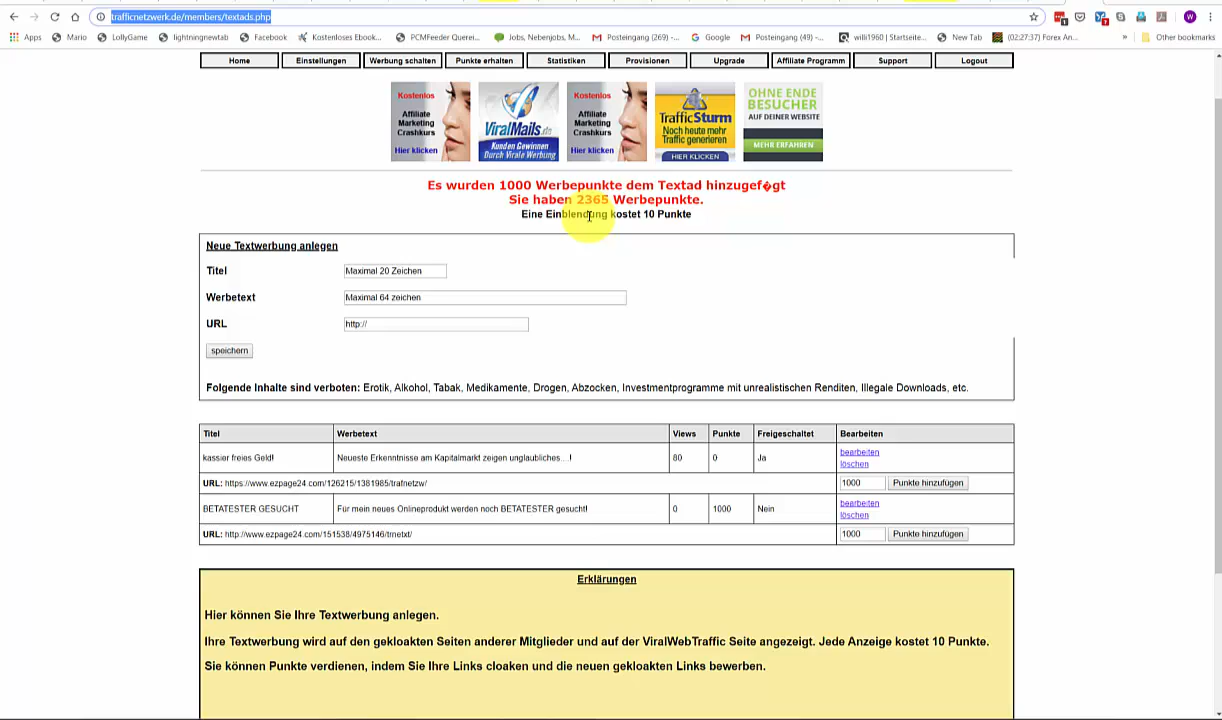 trafficnetzwerk.de/members/textads.php
Apps Mario LollyGame lightningnewtab Facebook Kostenloses Ebook... PCMFeeder Querei... Jobs, Nebenjobs, M... Posteingang (269) -... Google Posteingang (49) -... willi1960 | Startseite... New Tab (02:27:37) Forex An... » Other bookmarks
Home Einstellungen Werbung schalten Punkte erhalten Statistiken Provisionen Upgrade Affiliate Programm Support Logout
Kostenlos
Affiliate
Marketing
Crashkurs
Hier klicken
ViralMails.de
Kunden Gewinnen
Durch Virale Werbung
Kostenlos
Affiliate
Marketing
Crashkurs
Hier klicken
TrafficSturm
Noch heute mehr
Traffic generieren
HIER KLICKEN
OHNE ENDE
BESUCHER
AUF DEINER WEBSITE
MEHR ERFAHREN
Es wurden 1000 Werbepunkte dem Textad hinzugef�gt
Sie haben 2365 Werbepunkte.
Eine Einblendung kostet 10 Punkte
Neue Textwerbung anlegen
Titel Maximal 20 Zeichen
Werbetext Maximal 64 zeichen
URL http://
speichern
Folgende Inhalte sind verboten: Erotik, Alkohol, Tabak, Medikamente, Drogen, Abzocken, Investmentprogramme mit unrealistischen Renditen, Illegale Downloads, etc.
Titel Werbetext Views Punkte Freigeschaltet Bearbeiten
kassier freies Geld! Neueste Erkenntnisse am Kapitalmarkt zeigen unglaubliches....! 80 0 Ja bearbeiten
löschen
URL: https://www.ezpage24.com/126215/1381985/trafnetzw/ 1000 Punkte hinzufügen
BETATESTER GESUCHT Für mein neues Onlineprodukt werden noch BETATESTER gesucht! 0 1000 Nein bearbeiten
löschen
URL: http://www.ezpage24.com/151538/4975146/trnetxt/ 1000 Punkte hinzufügen
Erklärungen
Hier können Sie Ihre Textwerbung anlegen.
Ihre Textwerbung wird auf den gekloakten Seiten anderer Mitglieder und auf der ViralWebTraffic Seite angezeigt. Jede Anzeige kostet 10 Punkte.
Sie können Punkte verdienen, indem Sie Ihre Links cloaken und die neuen gekloakten Links bewerben.